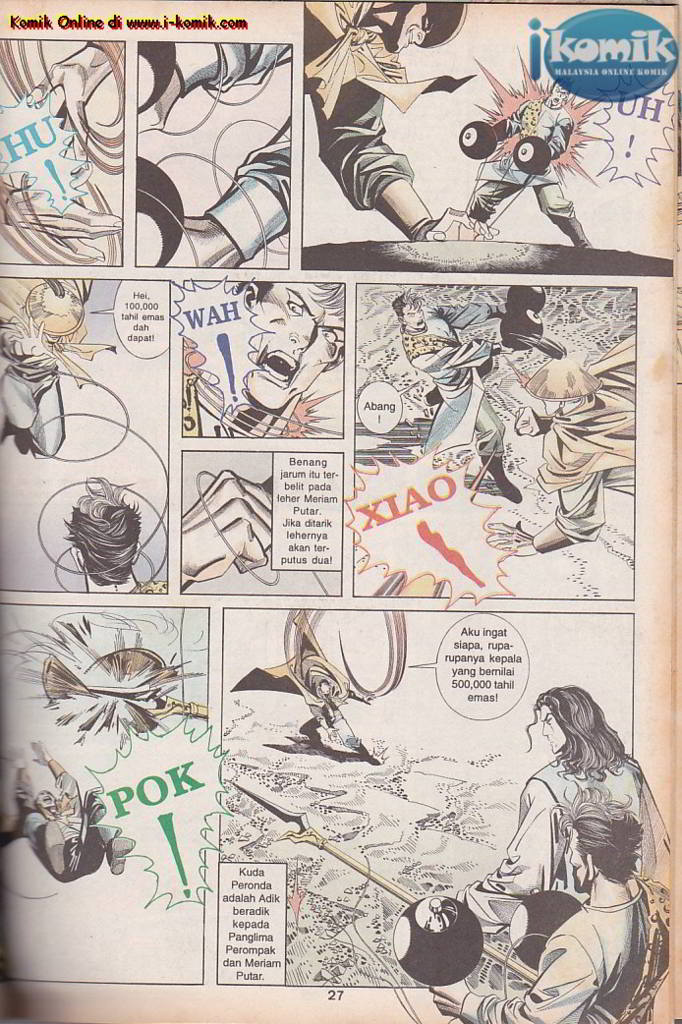 Komik Online di www.i-komik.com
ikomik
MALAYSIA ONLINE KOMIK
HU
!
UH
!
Hei,
100,000
tahil emas
dah
dapat!
WAH
!
Abang
!
Benang
jarum itu ter-
belit pada
leher Meriam
Putar.
Jika ditarik
lehernya
akan ter-
putus dua!
XIAO
!
POK
!
Aku ingat
siapa, rupa-
rupanya kepala
yang bernilai
500,000 tahil
emas!
Kuda
Peronda
adalah Adik
beradik
kepada
Panglima
Perompak
dan Meriam
Putar.
27